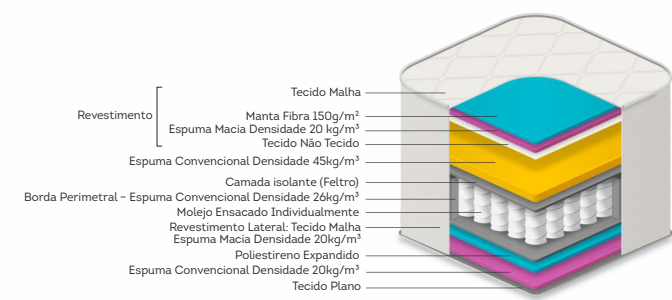 Tecido Malha
Revestimento
Manta Fibra 150g/m²
Espuma Macia Densidade 20 kg/m³
Tecido Não Tecido
Espuma Convencional Densidade 45kg/m³
Camada isolante (Feltro)
Borda Perimetral - Espuma Convencional Densidade 26kg/m³
Molejo Ensacado Individualmente
Revestimento Lateral: Tecido Malha
Espuma Macia Densidade 20kg/m³
Poliestireno Expandido
Espuma Convencional Densidade 20kg/m³
Tecido Plano